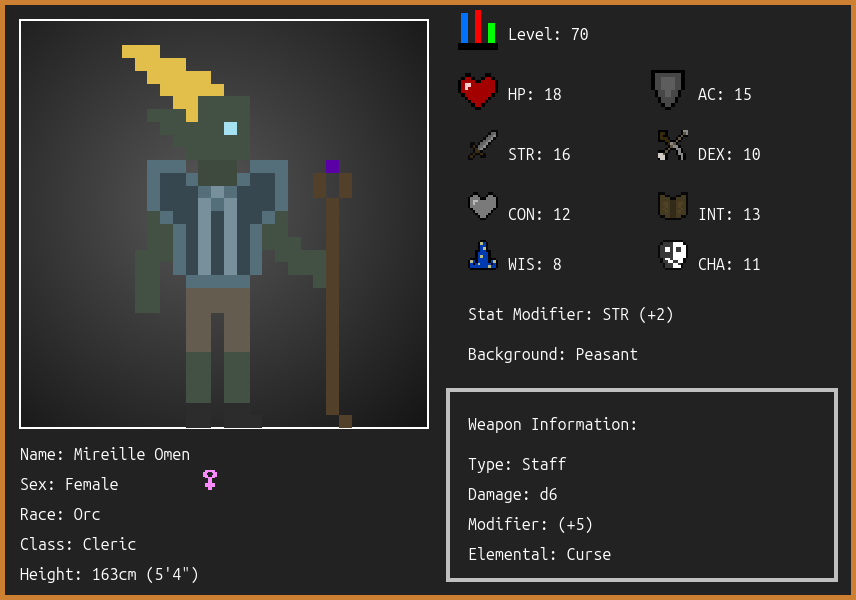 Level: 70
HP: 18
AC: 15
STR: 16
DEX: 10
CON: 12
INT: 13
WIS: 8
CHA: 11
Stat Modifier: STR (+2)
Background: Peasant
Weapon Information:
Type: Staff
Damage: d6
Modifier: (+5)
Elemental: Curse
Name: Mireille Omen
Sex: Female
Race: Orc
Class: Cleric
Height: 163cm (5'4")